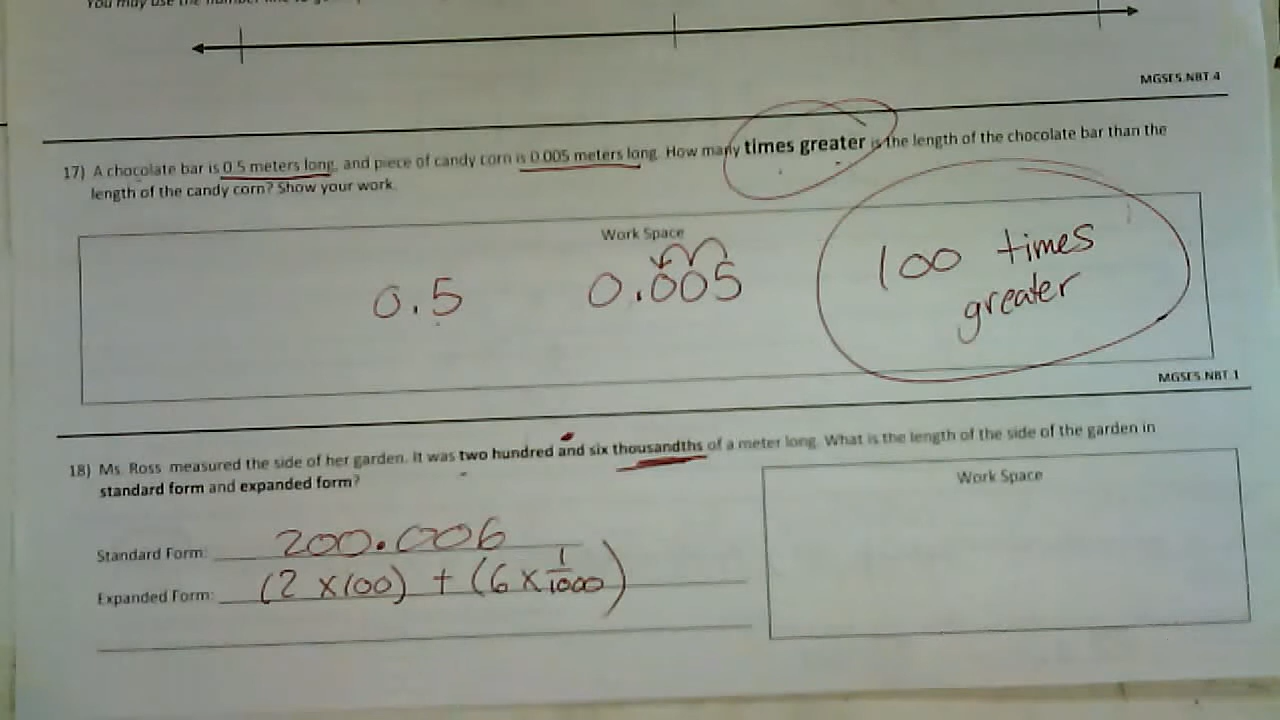 You may use the number line to
MGSE5.NBT.4
17) A chocolate bar is 0.5 meters long, and piece of candy corn is 0.005 meters long. How many times greater is the length of the chocolate bar than the
length of the candy corn? Show your work.
Work Space
0.5 0.005 100 times
greater
MGSE5.NBT.1
18) Ms. Ross measured the side of her garden. It was two hundred and six thousandths of a meter long. What is the length of the side of the garden in
standard form and expanded form?
Work Space
Standard Form: 200.006
Expanded Form: (2 x 100) + (6 x 1/1000)